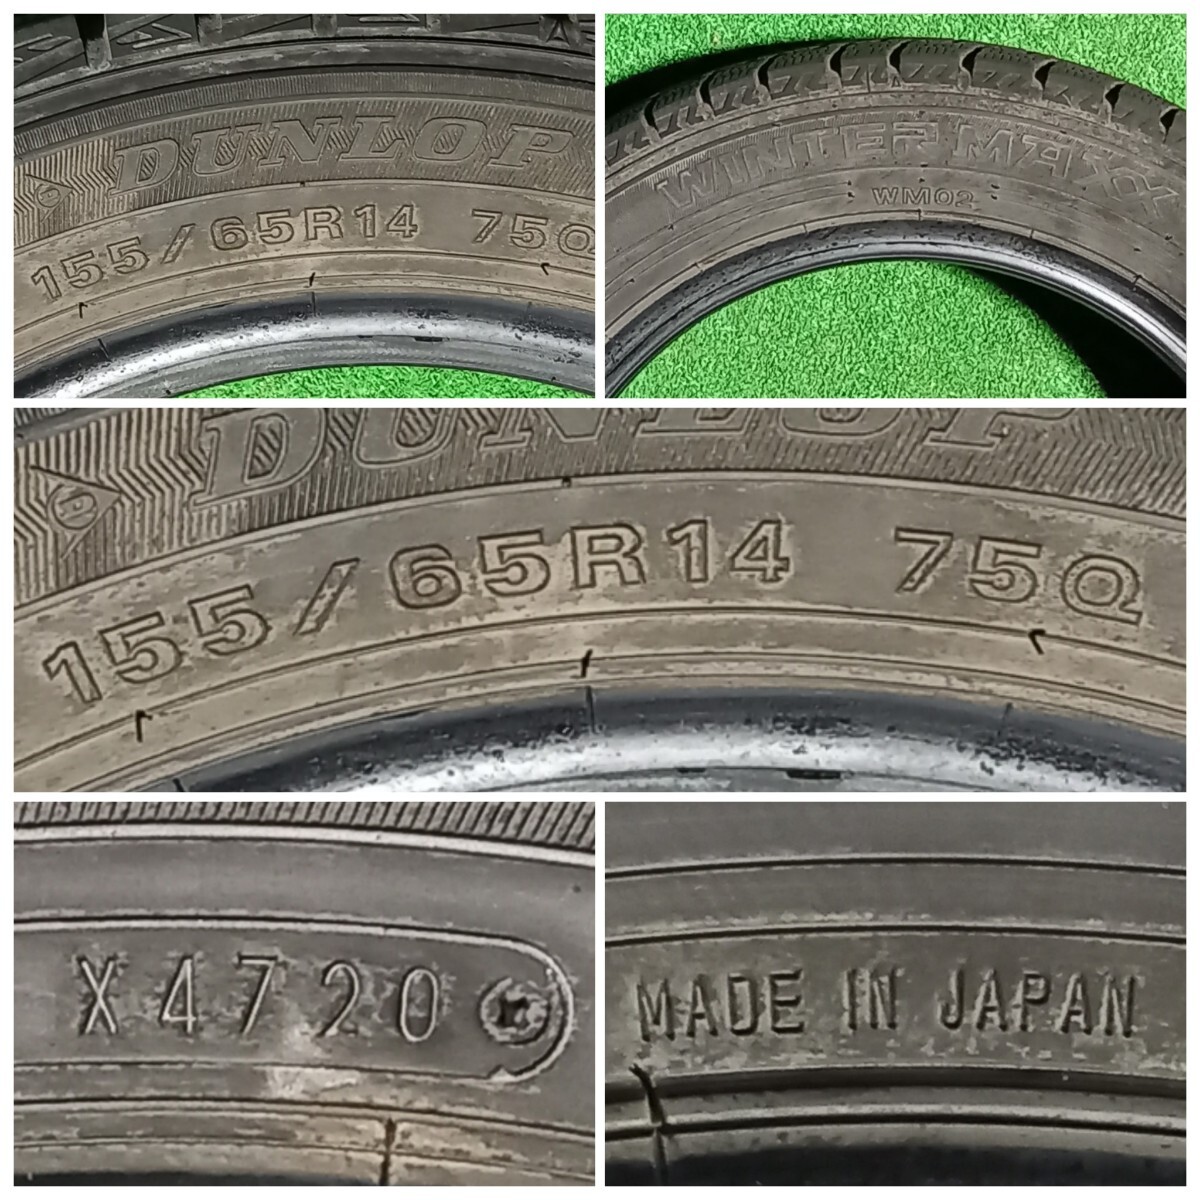 DUNLOP
155/65R14 75Q
WINTER MAXX
WM02
DUNLOP
155/65R14 75Q
X4720
MADE IN JAPAN